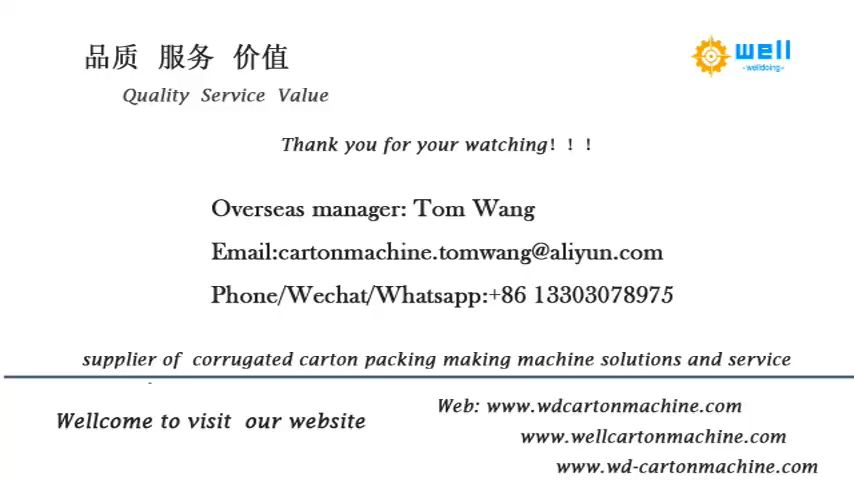 品质 服务 价值
well
-welldoing-
Quality Service Value
Thank you for your watching！！！
Overseas manager: Tom Wang
Email:cartonmachine.tomwang@aliyun.com
Phone/Wechat/Whatsapp:+86 13303078975
supplier of corrugated carton packing making machine solutions and service
Wellcome to visit our website
Web: www.wdcartonmachine.com
www.wellcartonmachine.com
www.wd-cartonmachine.com